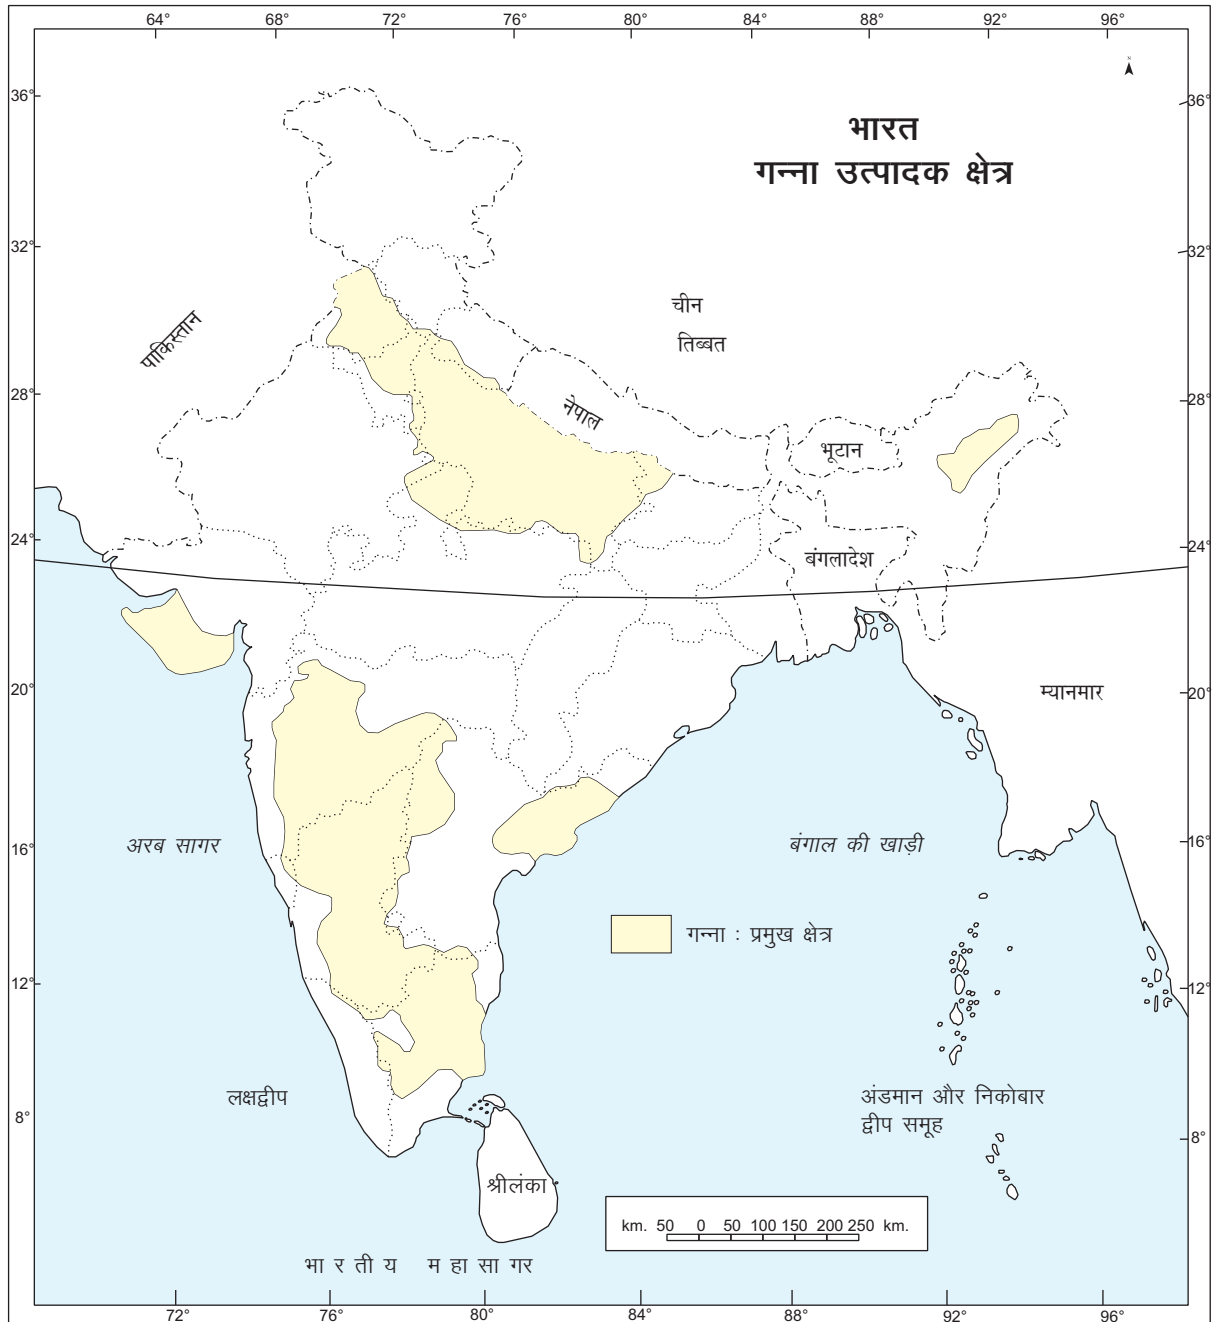 64° 68° 72° 76° 80° 84° 88° 92° 96°
N
36° 36°
भारत
गन्ना उत्पादक क्षेत्र
32° 32°
चीन
पाकिस्तान
तिब्बत
28° 28°
नेपाल
भूटान
24° 24°
बंगलादेश
20° 20°
म्यानमार
अरब सागर
बंगाल की खाड़ी
16° 16°
गन्ना : प्रमुख क्षेत्र
12° 12°
लक्षद्वीप
अंडमान और निकोबार
द्वीप समूह
8° 8°
श्रीलंका
km. 50 0 50 100 150 200 250 km.
भारतीय महासागर
72° 76° 80° 84° 88° 92° 96°